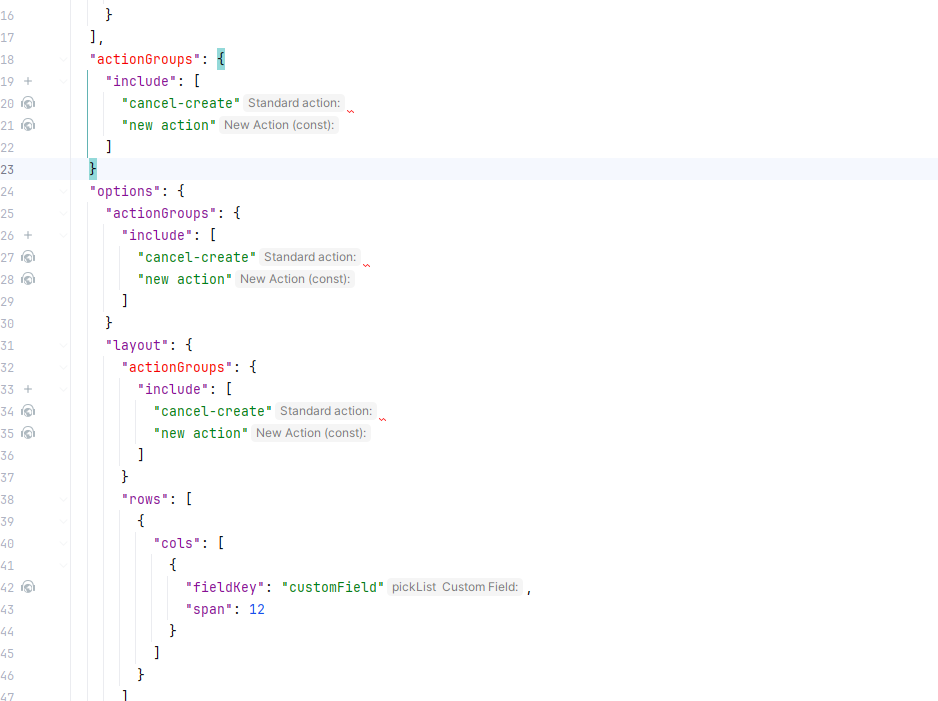 16 }
17 ],
18 "actionGroups": {
19 "include": [
20 "cancel-create" Standard action:
21 "new action" New Action (const):
22 ]
23 }
24 "options": {
25 "actionGroups": {
26 "include": [
27 "cancel-create" Standard action:
28 "new action" New Action (const):
29 ]
30 }
31 "layout": {
32 "actionGroups": {
33 "include": [
34 "cancel-create" Standard action:
35 "new action" New Action (const):
36 ]
37 }
38 "rows": [
39 {
40 "cols": [
41 {
42 "fieldKey": "customField" pickList Custom Field: ,
43 "span": 12
44 }
45 ]
46 }
47 ]